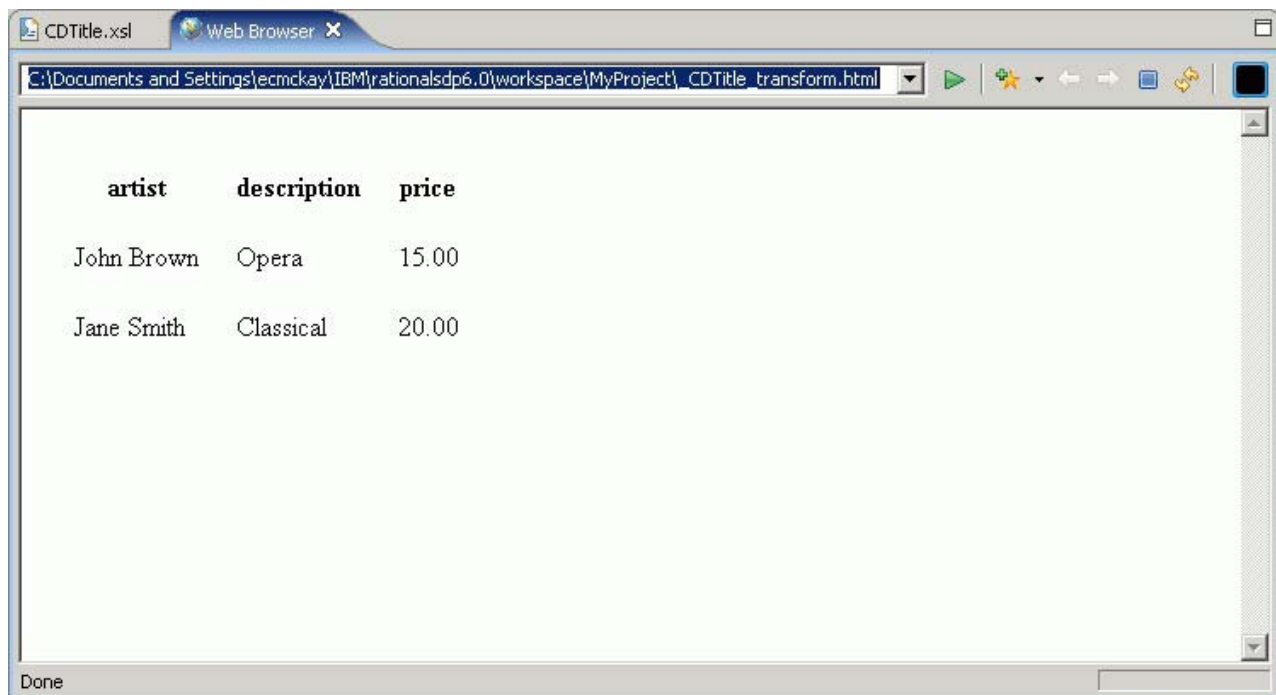 CDTitle.xsl Web Browser
C:\Documents and Settings\ecmckay\IBM\rationalsdp6.0\workspace\MyProject\_CDTitle_transform.html
artist description price
John Brown Opera 15.00
Jane Smith Classical 20.00
Done